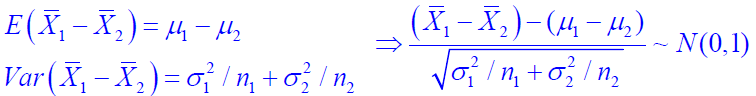 E(X̄₁ − X̄₂) = μ₁ − μ₂
Var(X̄₁ − X̄₂) = σ₁² / n₁ + σ₂² / n₂
⇒ ((X̄₁ − X̄₂) − (μ₁ − μ₂)) / √(σ₁² / n₁ + σ₂² / n₂) ~ N(0,1)